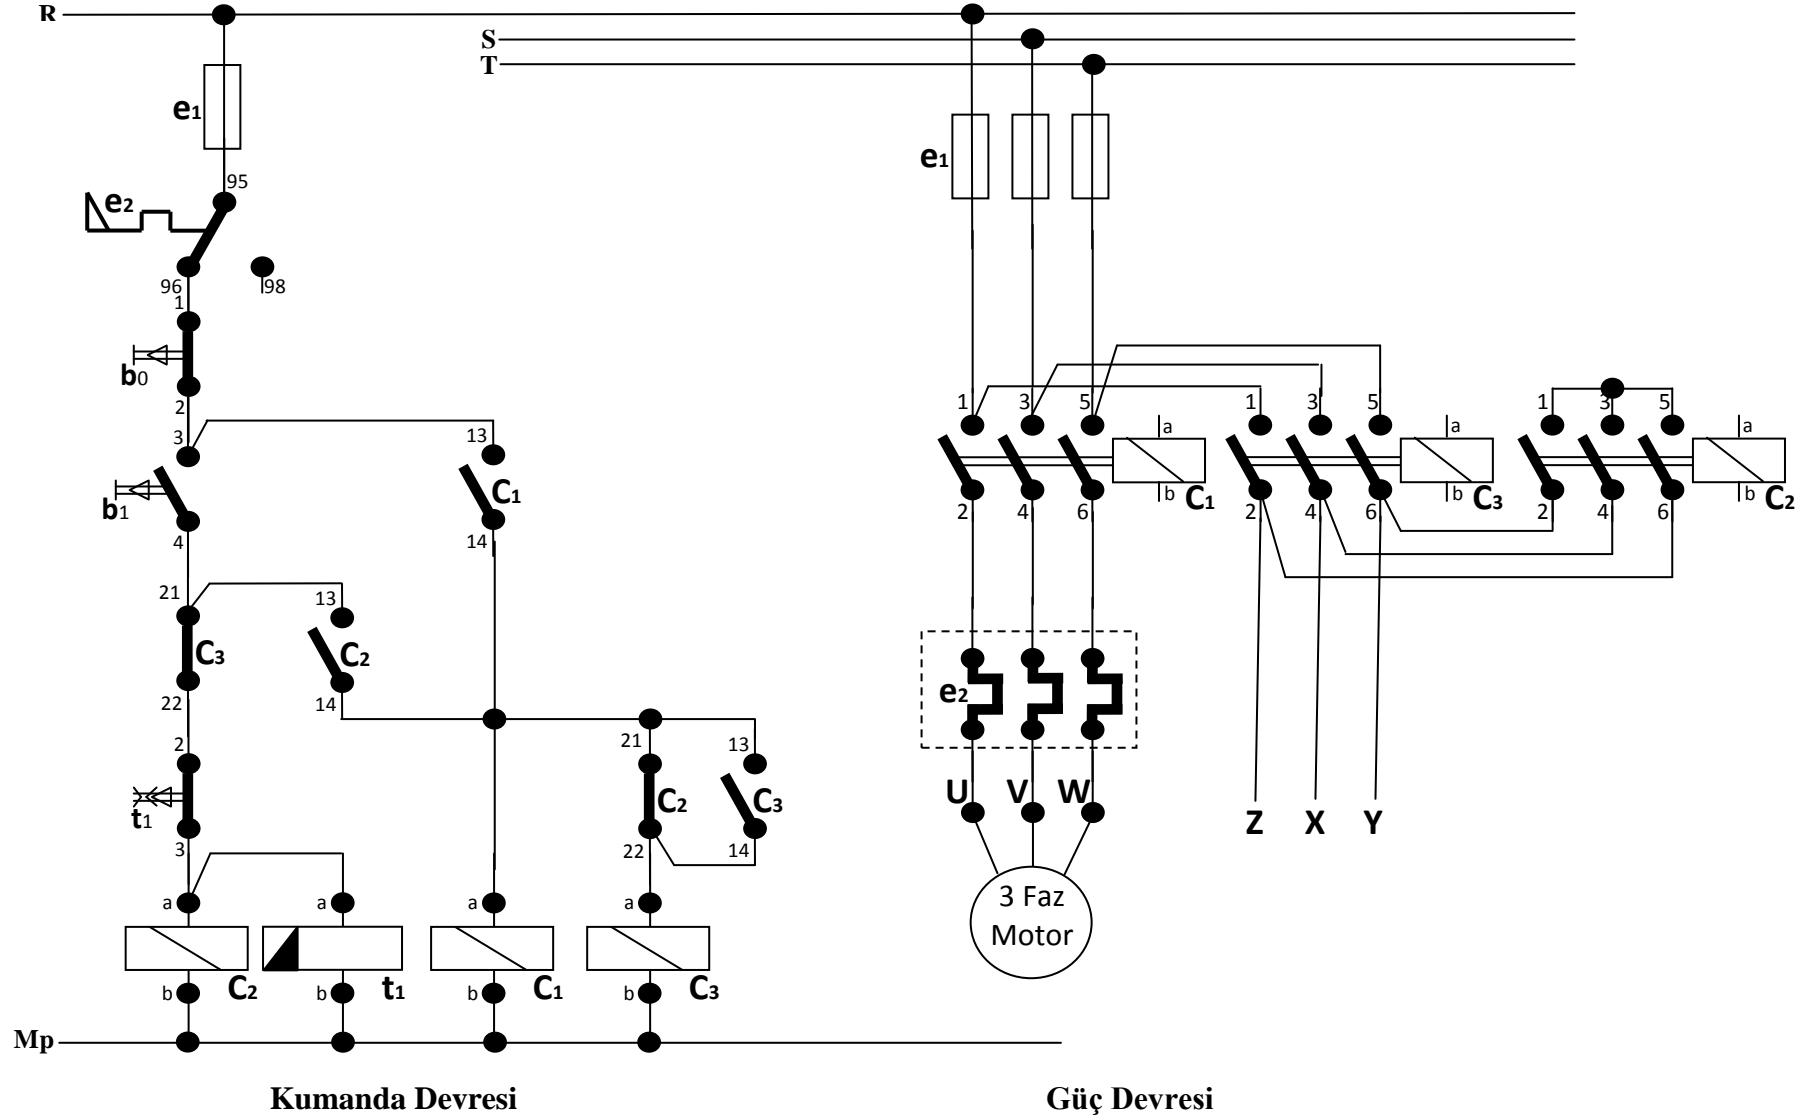 R
S
T
e1
95
e2
96
98
1
b0
2
3
13
b1
C1
4
14
21
13
C3
C2
22
14
2
21
13
t1
C2
C3
3
22
14
a
a
a
a
b
C2
b
t1
b
C1
b
C3
Mp
Kumanda Devresi
e1
1
3
5
1
3
5
1
3
5
a
a
a
b
C1
b
C3
b
C2
2
4
6
2
4
6
2
4
6
e2
U
V
W
Z
X
Y
3 Faz
Motor
Güç Devresi